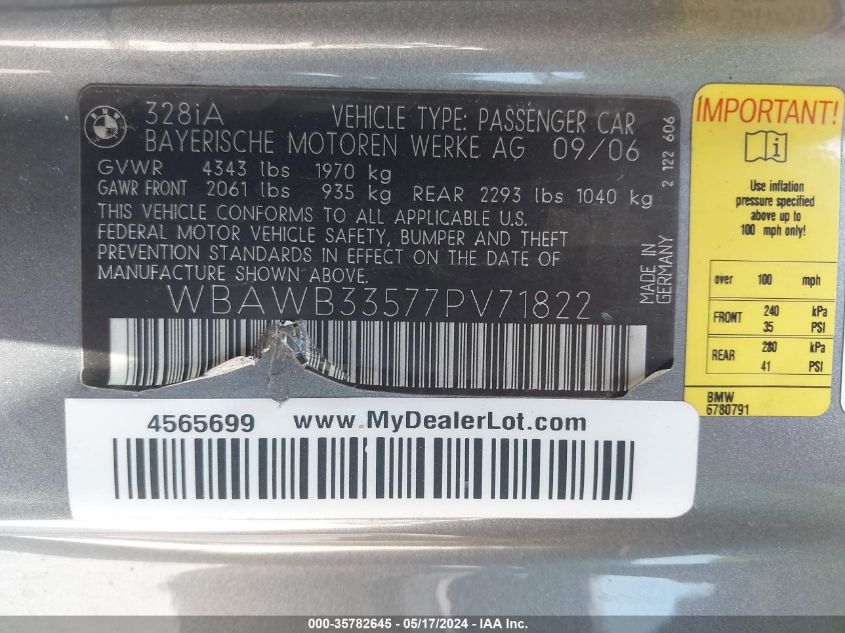 BMW
328iA VEHICLE TYPE: PASSENGER CAR
BAYERISCHE MOTOREN WERKE AG 09/06
GVWR 4343 lbs 1970 kg
GAWR FRONT 2061 lbs 935 kg REAR 2293 lbs 1040 kg
THIS VEHICLE CONFORMS TO ALL APPLICABLE U.S.
FEDERAL MOTOR VEHICLE SAFETY, BUMPER AND THEFT
PREVENTION STANDARDS IN EFFECT ON THE DATE OF
MANUFACTURE SHOWN ABOVE.
WBAWB33577PV71822
2 122 606
MADE IN
GERMANY
4565699 www.MyDealerLot.com
IMPORTANT!
Use inflation
pressure specified
above up to
100 mph only!
over 100 mph
FRONT 240 kPa
35 PSI
REAR 280 kPa
41 PSI
BMW
6780791
000-35782645 - 05/17/2024 - IAA Inc.